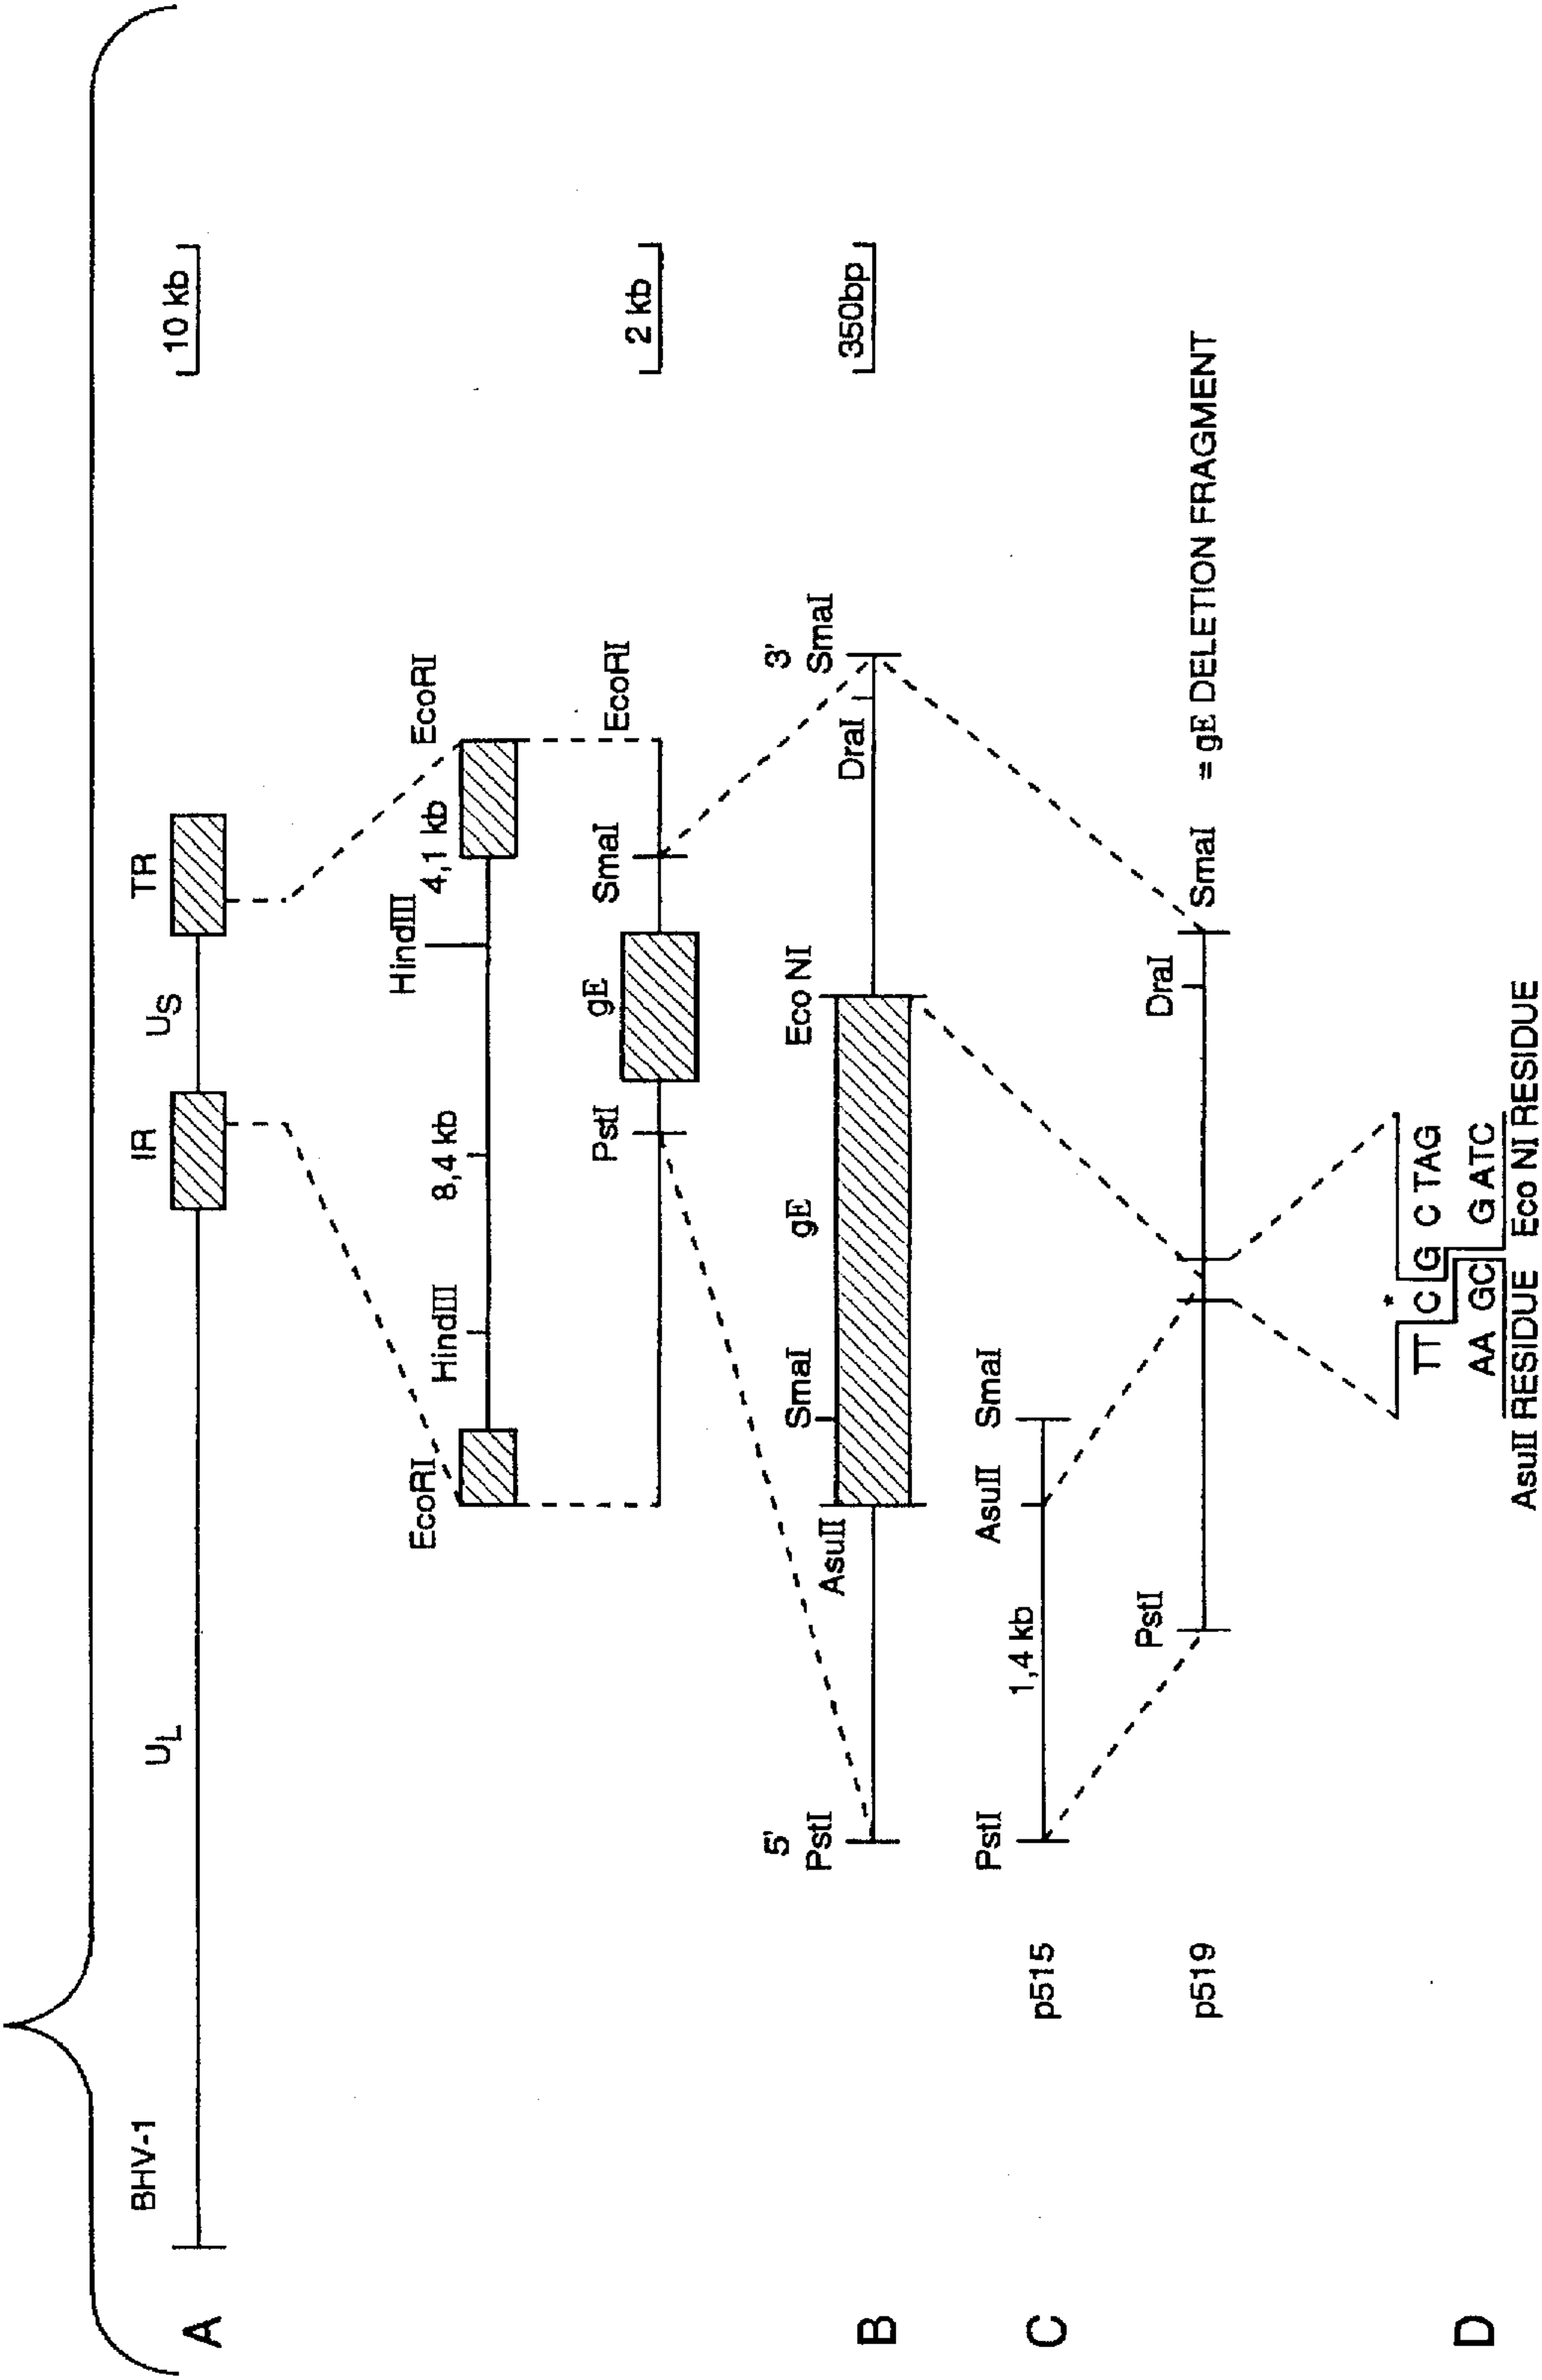 A
BHV-1
U_L
IR
U_S
TR
10 kb
EcoRI
HindIII
8,4 kb
HindIII
4,1 kb
EcoRI
PstI
gE
SmaI
EcoRI
2 kb
B
5'
PstI
AsuII
SmaI
gE
Eco NI
DraI
3'
SmaI
350bp
C
p515
PstI
1,4 kb
AsuII
SmaI
p519
PstI
DraI
SmaI = gE DELETION FRAGMENT
D
*
TT C G C TAG
AA GC G ATC
AsuII RESIDUE Eco NI RESIDUE